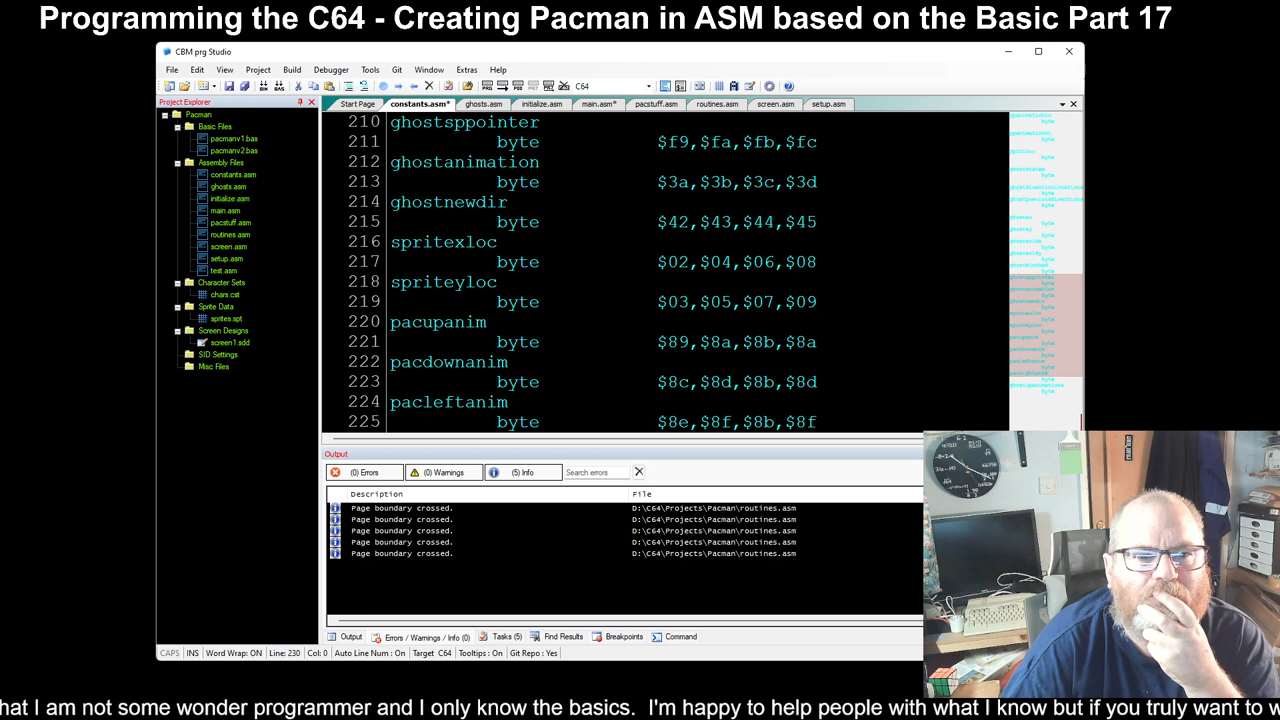 Programming the C64 - Creating Pacman in ASM based on the Basic Part 17
CBM prg Studio
File Edit View Project Build Debugger Tools Git Window Extras Help
C64
Project Explorer
Start Page constants.asm* ghosts.asm initialize.asm main.asm* pacstuff.asm routines.asm screen.asm setup.asm
Pacman
Basic Files
pacmanv1.bas
pacmanv2.bas
Assembly Files
constants.asm
ghosts.asm
initialize.asm
main.asm
pacstuff.asm
routines.asm
screen.asm
setup.asm
test.asm
Character Sets
chars.cst
Sprite Data
sprites.spt
Screen Designs
screen1.sdd
SID Settings
Misc Files
210 ghostsppointer
211 byte $f9,$fa,$fb,$fc
212 ghostanimation
213 byte $3a,$3b,$3c,$3d
214 ghostnewdir
215 byte $42,$43,$44,$45
216 spritexloc
217 byte $02,$04,$06,$08
218 spriteyloc
219 byte $03,$05,$07,$09
220 pacupanim
221 byte $89,$8a,$8b,$8a
222 pacdownanim
223 byte $8c,$8d,$8b,$8d
224 pacleftanim
225 byte $8e,$8f,$8b,$8f
Output
(0) Errors (0) Warnings (5) Info Search errors
Description File
Page boundary crossed. D:\C64\Projects\Pacman\routines.asm
Page boundary crossed. D:\C64\Projects\Pacman\routines.asm
Page boundary crossed. D:\C64\Projects\Pacman\routines.asm
Page boundary crossed. D:\C64\Projects\Pacman\routines.asm
Page boundary crossed. D:\C64\Projects\Pacman\routines.asm
Output Errors / Warnings / Info (0) Tasks (5) Find Results Breakpoints Command
CAPS INS Word Wrap: ON Line: 230 Col: 0 Auto Line Num : On Target C64 Tooltips : On Git Repo : Yes
hat I am not some wonder programmer and I only know the basics. I'm happy to help people with what I know but if you truly want to w